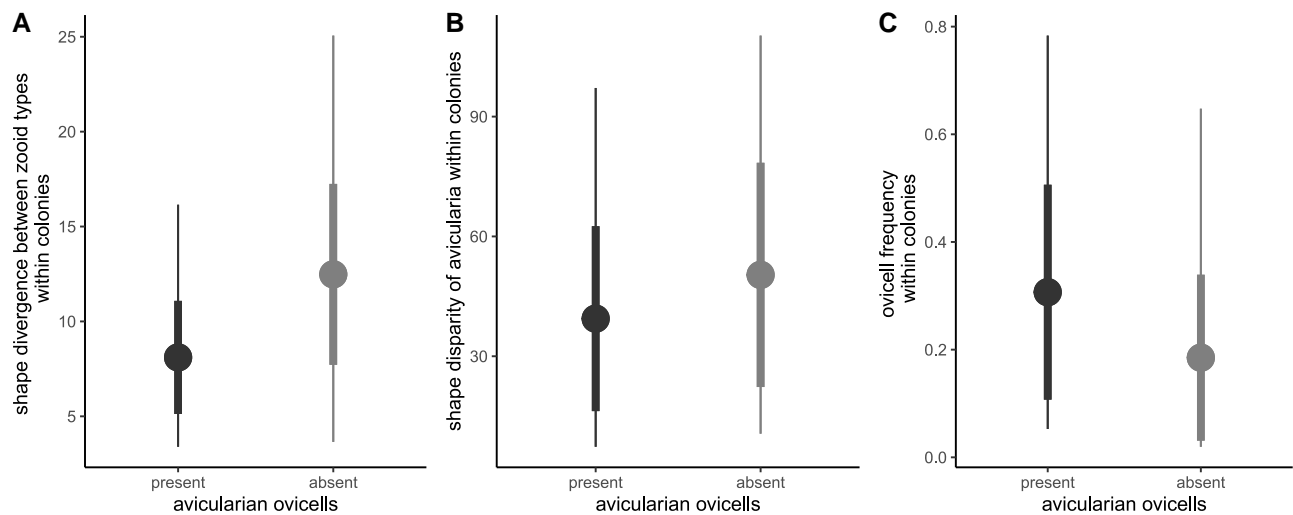 A
shape divergence between zooid types
within colonies
25
20
15
10
5
present
absent
avicularian ovicells
B
shape disparity of avicularia within colonies
90
60
30
present
absent
avicularian ovicells
C
ovicell frequency
within colonies
0.8
0.6
0.4
0.2
0.0
present
absent
avicularian ovicells